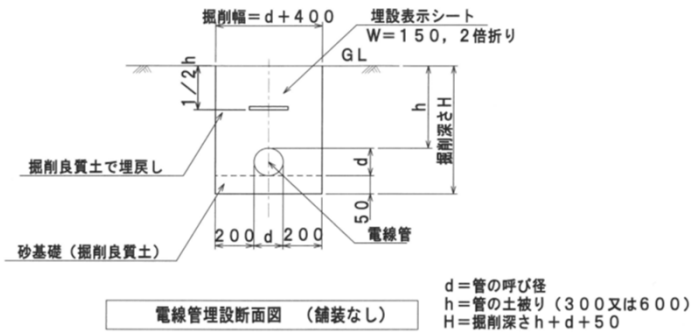 掘削幅=d+400
埋設表示シート
W=150,2倍折り
GL
1/2h
h
掘削深さH
d
50
掘削良質土で埋戻し
砂基礎(掘削良質土)
200 d 200
電線管
電線管埋設断面図 (舗装なし)
d=管の呼び径
h=管の土被り(300又は600)
H=掘削深さh+d+50